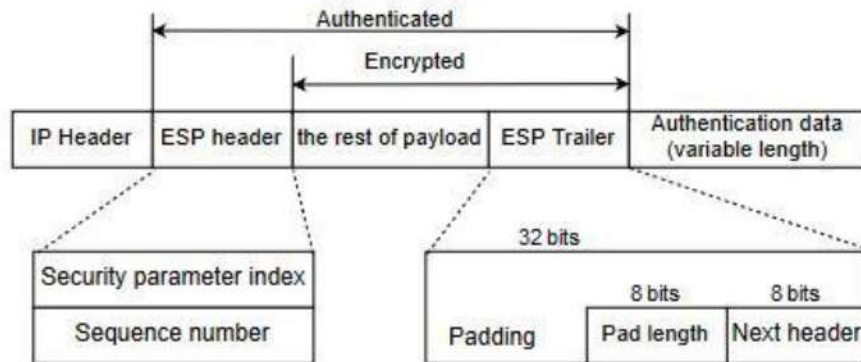 Authenticated
Encrypted
IP Header ESP header the rest of payload ESP Trailer Authentication data
(variable length)
32 bits
Security parameter index
8 bits 8 bits
Sequence number Padding Pad length Next header